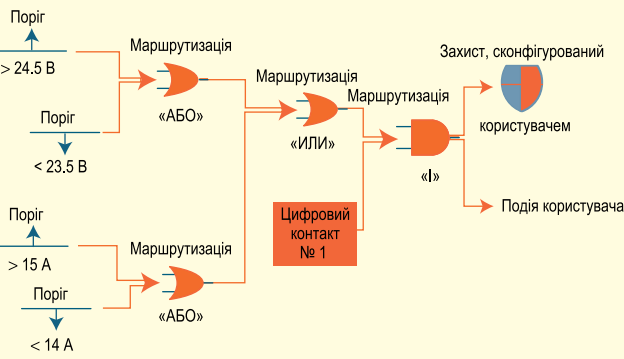 Поріг
> 24.5 В
Поріг
< 23.5 В
Маршрутизація
«АБО»
Поріг
> 15 А
Поріг
< 14 А
Маршрутизація
«АБО»
Маршрутизація
«ИЛИ»
Цифровий
контакт
№ 1
Маршрутизація
«І»
Захист, сконфігурований
користувачем
Подія користувача